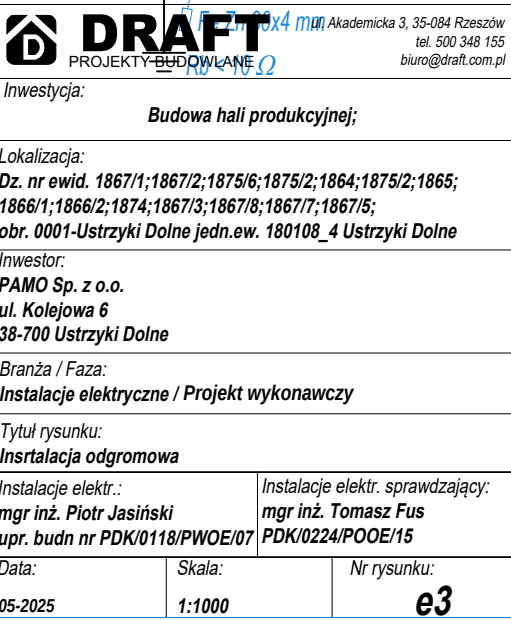 Fe Zn 30x4 mm
Rb < 10 Ω
DRAFT
PROJEKTY BUDOWLANE
ul. Akademicka 3, 35-084 Rzeszów
tel. 500 348 155
biuro@draft.com.pl
Inwestycja:
Budowa hali produkcyjnej;
Lokalizacja:
Dz. nr ewid. 1867/1;1867/2;1875/6;1875/2;1864;1875/2;1865;
1866/1;1866/2;1874;1867/3;1867/8;1867/7;1867/5;
obr. 0001-Ustrzyki Dolne jedn.ew. 180108_4 Ustrzyki Dolne
Inwestor:
PAMO Sp. z o.o.
ul. Kolejowa 6
38-700 Ustrzyki Dolne
Branża / Faza:
Instalacje elektryczne / Projekt wykonawczy
Tytuł rysunku:
Insrtalacja odgromowa
Instalacje elektr.:
mgr inż. Piotr Jasiński
upr. budn nr PDK/0118/PWOE/07
Instalacje elektr. sprawdzający:
mgr inż. Tomasz Fus
PDK/0224/POOE/15
Data:
05-2025
Skala:
1:1000
Nr rysunku:
e3